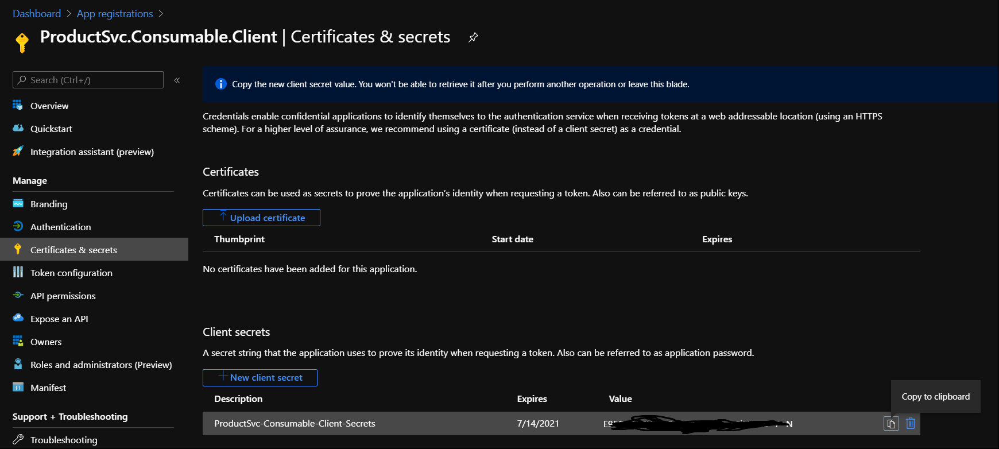 Dashboard > App registrations >
ProductSvc.Consumable.Client | Certificates & secrets
Search (Ctrl+/)
«
Overview
Quickstart
Integration assistant (preview)
Manage
Branding
Authentication
Certificates & secrets
Token configuration
API permissions
Expose an API
Owners
Roles and administrators (Preview)
Manifest
Support + Troubleshooting
Troubleshooting
Copy the new client secret value. You won't be able to retrieve it after you perform another operation or leave this blade.
Credentials enable confidential applications to identify themselves to the authentication service when receiving tokens at a web addressable location (using an HTTPS
scheme). For a higher level of assurance, we recommend using a certificate (instead of a client secret) as a credential.
Certificates
Certificates can be used as secrets to prove the application’s identity when requesting a token. Also can be referred to as public keys.
Upload certificate
Thumbprint Start date Expires
No certificates have been added for this application.
Client secrets
A secret string that the application uses to prove its identity when requesting a token. Also can be referred to as application password.
New client secret
Description Expires Value
Copy to clipboard
ProductSvc-Consumable-Client-Secrets 7/14/2021